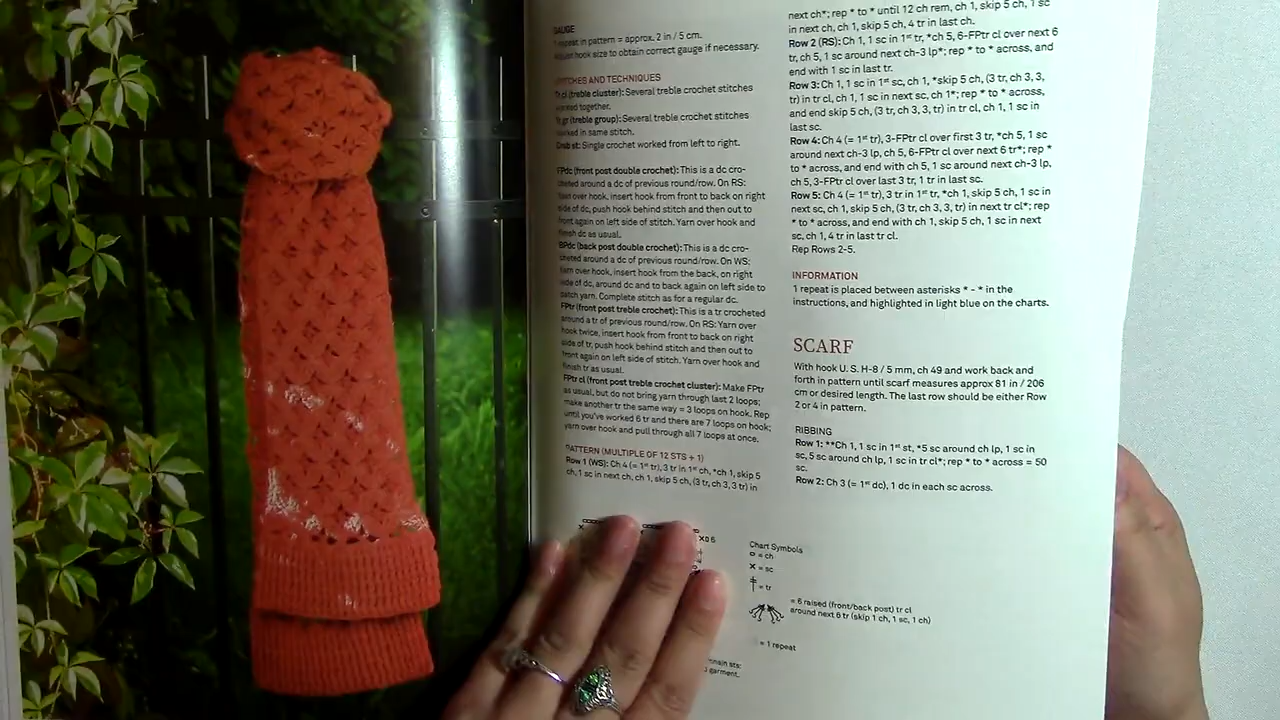 GAUGE
repeat in pattern = approx. 2 in / 5 cm.
hook size to obtain correct gauge if necessary.
STITCHES AND TECHNIQUES
Tr cl (treble cluster): Several treble crochet stitches
worked together.
Tr gr (treble group): Several treble crochet stitches
worked in same stitch.
Crab st: Single crochet worked from left to right.
FPdc (front post double crochet): This is a dc cro-
cheted around a dc of previous round/row. On RS:
Yarn over hook, insert hook from front to back on right
side of dc, push hook behind stitch and then out to
front again on left side of stitch. Yarn over hook and
finish dc as usual.
BPdc (back post double crochet): This is a dc cro-
cheted around a dc of previous round/row. On WS:
Yarn over hook, insert hook from the back, on right
side of dc, around dc and to back again on left side to
catch yarn. Complete stitch as for a regular dc.
FPtr (front post treble crochet): This is a tr crocheted
around a tr of previous round/row. On RS: Yarn over
hook twice, insert hook from front to back on right
side of tr, push hook behind stitch and then out to
front again on left side of stitch. Yarn over hook and
finish tr as usual.
FPtr cl (front post treble crochet cluster): Make FPtr
as usual, but do not bring yarn through last 2 loops;
make another tr the same way = 3 loops on hook. Rep
until you've worked 6 tr and there are 7 loops on hook;
yarn over hook and pull through all 7 loops at once.
PATTERN (MULTIPLE OF 12 STS + 1)
Row 1 (WS): Ch 4 (= 1st tr), 3 tr in 1st ch, *ch 1, skip 5
ch, 1 sc in next ch, ch 1, skip 5 ch, (3 tr, ch 3, 3 tr) in
next ch*; rep * to * until 12 ch rem, ch 1, skip 5 ch, 1 sc
in next ch, ch 1, skip 5 ch, 4 tr in last ch.
Row 2 (RS): Ch 1, 1 sc in 1st tr, *ch 5, 6-FPtr cl over next 6
tr, ch 5, 1 sc around next ch-3 lp*; rep * to * across, and
end with 1 sc in last tr.
Row 3: Ch 1, 1 sc in 1st sc, ch 1, *skip 5 ch, (3 tr, ch 3, 3,
tr) in tr cl, ch 1, 1 sc in next sc, ch 1*; rep * to * across,
and end skip 5 ch, (3 tr, ch 3, 3, tr) in tr cl, ch 1, 1 sc in
last sc.
Row 4: Ch 4 (= 1st tr), 3-FPtr cl over first 3 tr, *ch 5, 1 sc
around next ch-3 lp, ch 5, 6-FPtr cl over next 6 tr*; rep *
to * across, and end with ch 5, 1 sc around next ch-3 lp,
ch 5, 3-FPtr cl over last 3 tr, 1 tr in last sc.
Row 5: Ch 4 (= 1st tr), 3 tr in 1st tr, *ch 1, skip 5 ch, 1 sc in
next sc, ch 1, skip 5 ch, (3 tr, ch 3, 3, tr) in next tr cl*; rep
* to * across, and end with ch 1, skip 5 ch, 1 sc in next
sc, ch 1, 4 tr in last tr cl.
Rep Rows 2-5.
INFORMATION
1 repeat is placed between asterisks * - * in the
instructions, and highlighted in light blue on the charts.
SCARF
With hook U. S. H-8 / 5 mm, ch 49 and work back and
forth in pattern until scarf measures approx 81 in / 206
cm or desired length. The last row should be either Row
2 or 4 in pattern.
RIBBING
Row 1: **Ch 1, 1 sc in 1st st, *5 sc around ch lp, 1 sc in
sc, 5 sc around ch lp, 1 sc in tr cl*; rep * to * across = 50
sc.
Row 2: Ch 3 (= 1st dc), 1 dc in each sc across.
Chart Symbols
= ch
x = sc
= tr
= 6 raised (front/back post) tr cl
around next 6 tr (skip 1 ch, 1 sc, 1 ch)
= 1 repeat
sts:
garment.